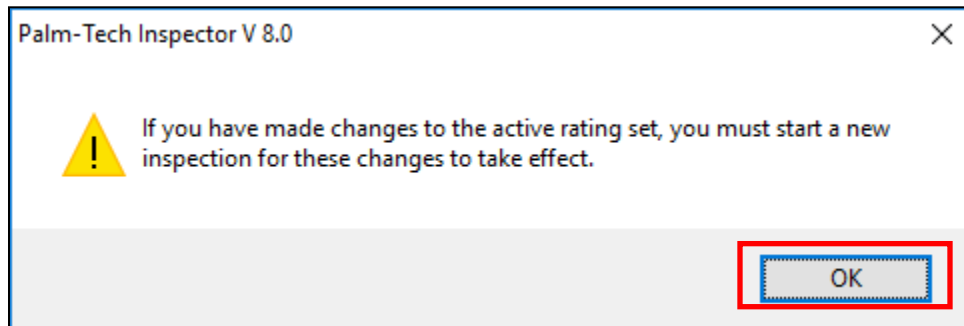 Palm-Tech Inspector V 8.0
If you have made changes to the active rating set, you must start a new
inspection for these changes to take effect.
OK